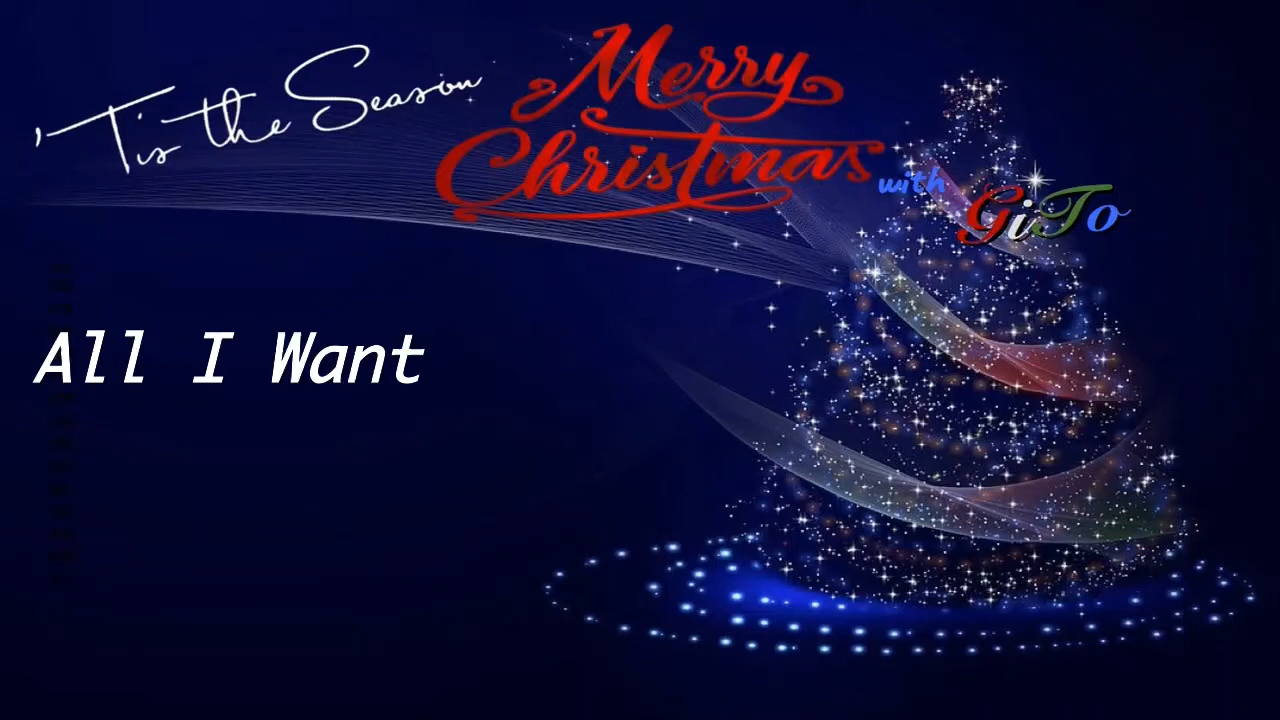 'Tis the Season
Merry
Christmas
with
GiTo
All I Want